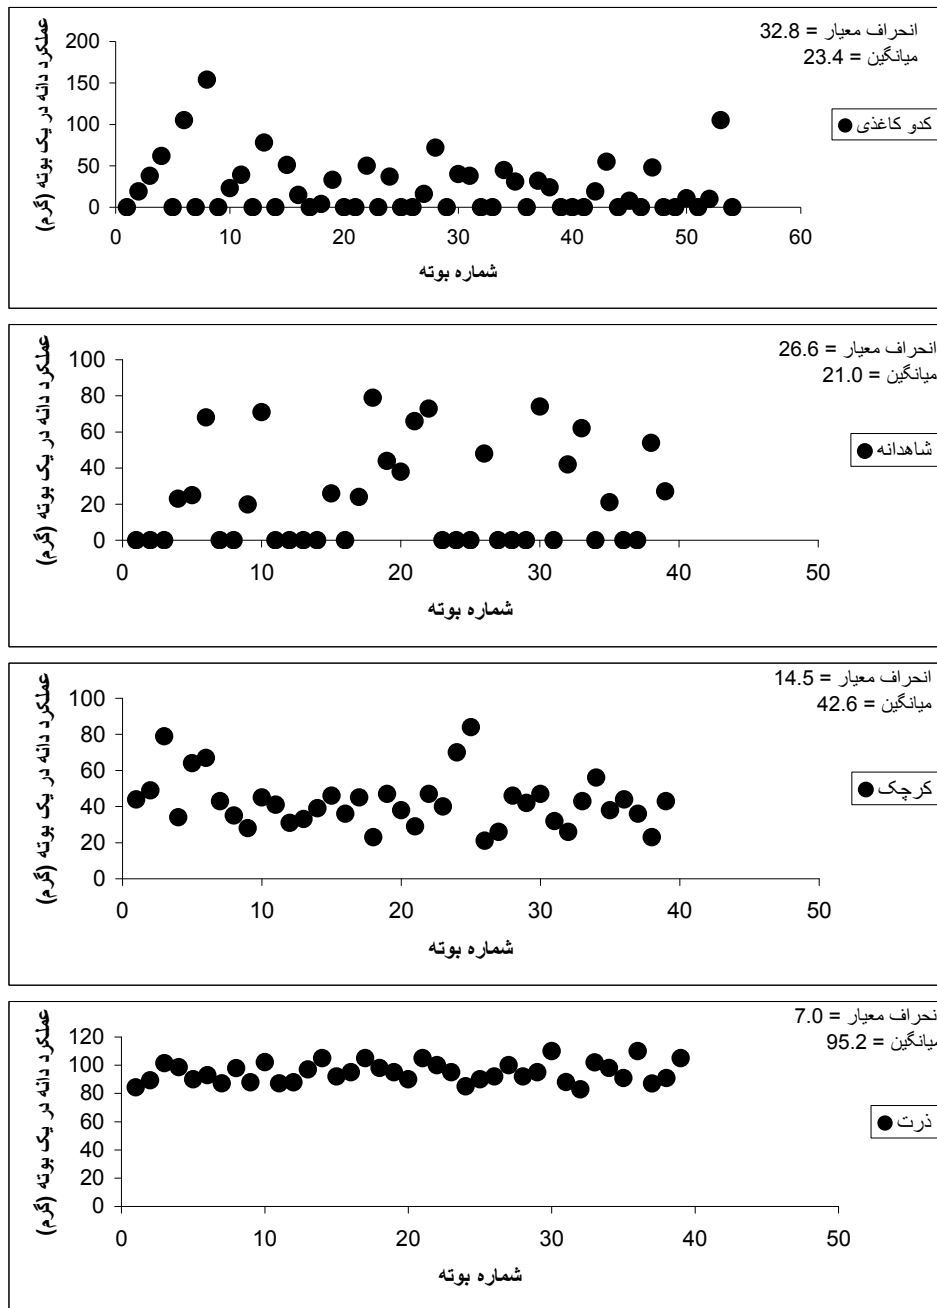 انحراف معیار = 32.8
میانگین = 23.4
کدو کاغذی
عملکرد دانه در یک بوته (گرم)
200
150
100
50
0
0 10 20 30 40 50 60
شماره بوته
انحراف معیار = 26.6
میانگین = 21.0
شاهدانه
عملکرد دانه در یک بوته (گرم)
100
80
60
40
20
0
0 10 20 30 40 50
شماره بوته
انحراف معیار = 14.5
میانگین = 42.6
کرچک
عملکرد دانه در یک بوته (گرم)
100
80
60
40
20
0
0 10 20 30 40 50
شماره بوته
نحراف معیار = 7.0
میانگین = 95.2
ذرت
عملکرد دانه در یک بوته (گرم)
120
100
80
60
40
20
0
0 10 20 30 40 50
شماره بوته